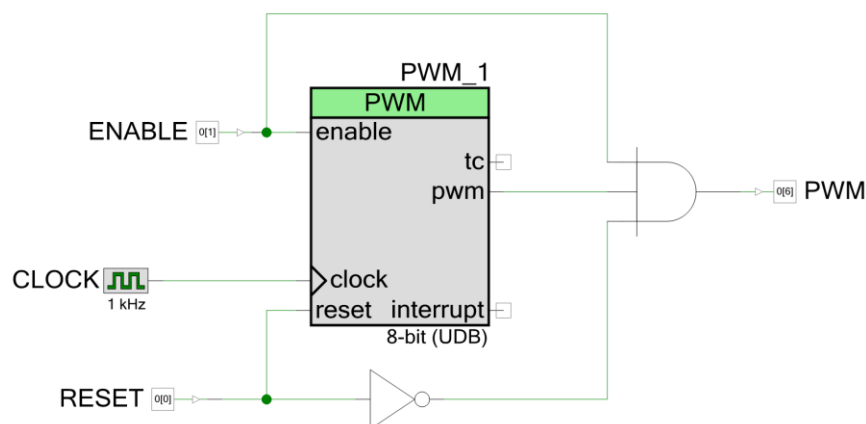 PWM_1
PWM
ENABLE 0[1] enable
tc
pwm 0[6] PWM
CLOCK clock
1 kHz
reset interrupt
8-bit (UDB)
RESET 0[0]